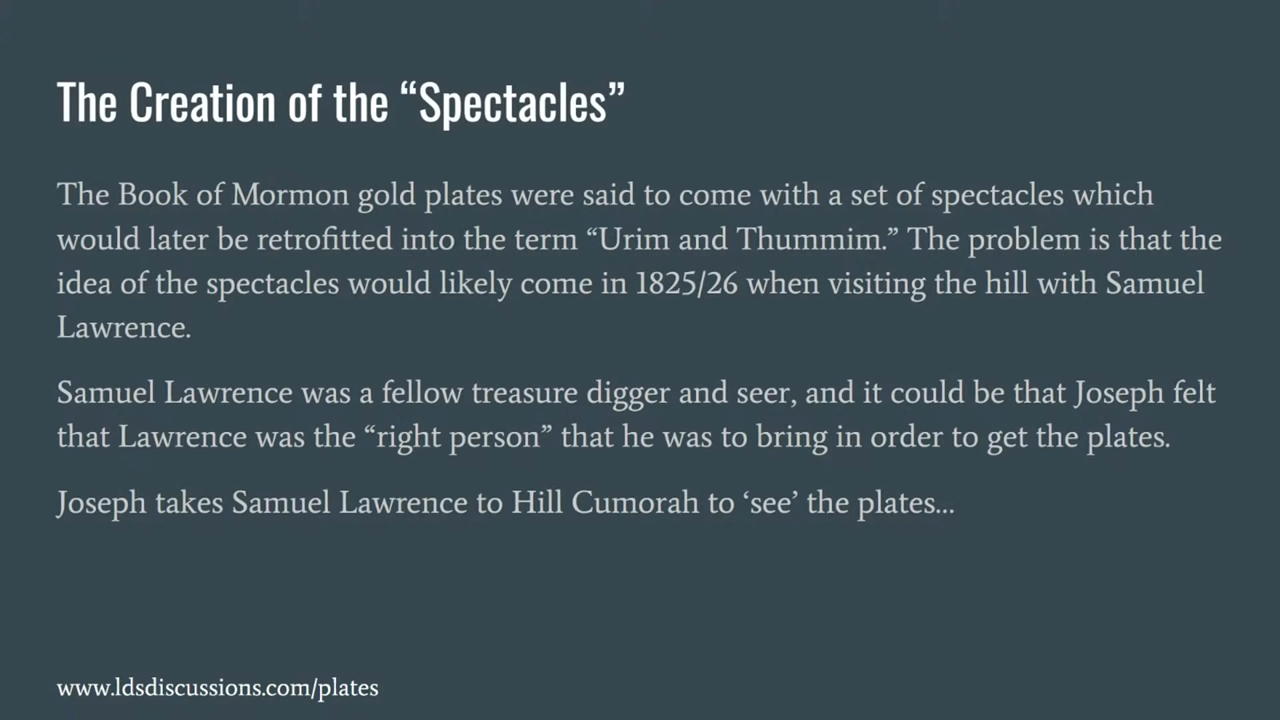 The Creation of the “Spectacles”
The Book of Mormon gold plates were said to come with a set of spectacles which
would later be retrofitted into the term “Urim and Thummim.” The problem is that the
idea of the spectacles would likely come in 1825/26 when visiting the hill with Samuel
Lawrence.
Samuel Lawrence was a fellow treasure digger and seer, and it could be that Joseph felt
that Lawrence was the “right person” that he was to bring in order to get the plates.
Joseph takes Samuel Lawrence to Hill Cumorah to ‘see’ the plates...
www.ldsdiscussions.com/plates